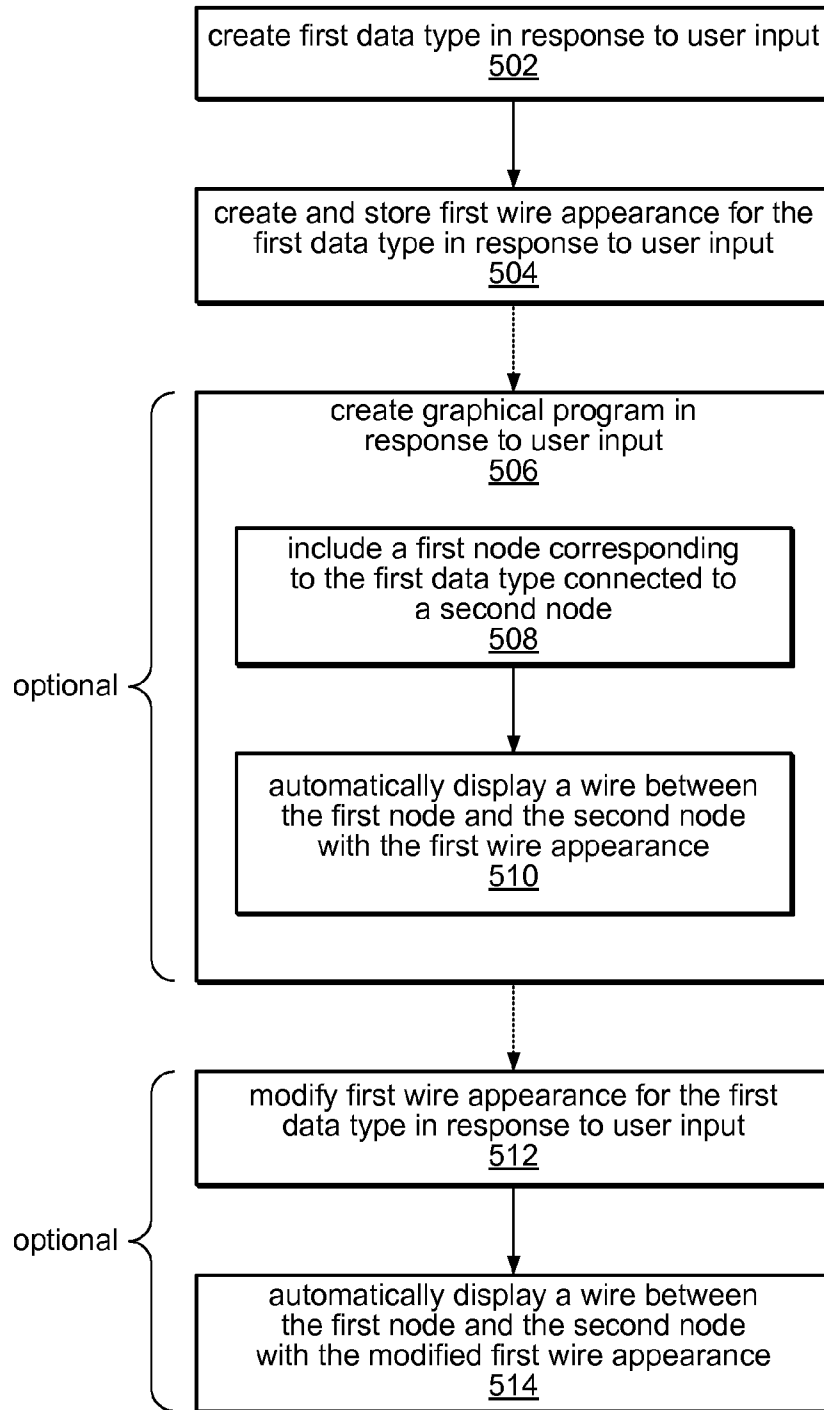 create first data type in response to user input
502
create and store first wire appearance for the
first data type in response to user input
504
create graphical program in
response to user input
506
include a first node corresponding
to the first data type connected to
a second node
508
optional
automatically display a wire between
the first node and the second node
with the first wire appearance
510
modify first wire appearance for the first
data type in response to user input
512
optional
automatically display a wire between
the first node and the second node
with the modified first wire appearance
514